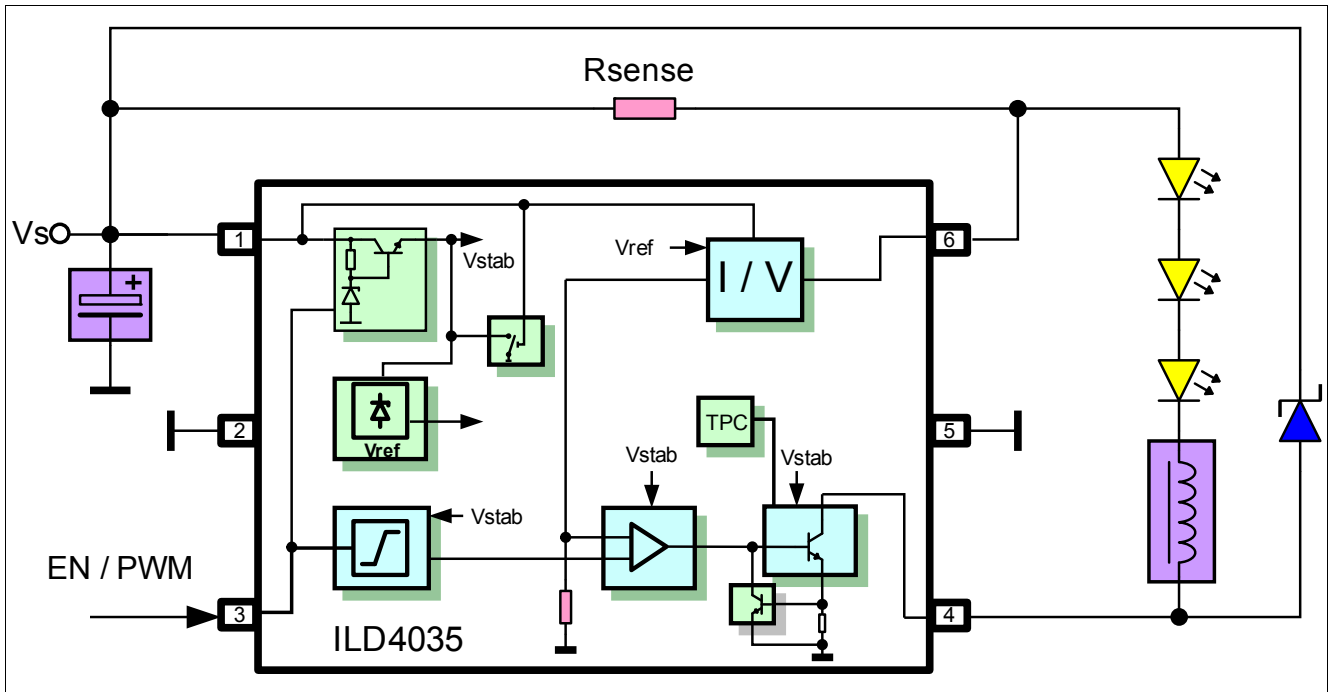 Rsense
Vs
+
1
6
Vref
I / V
Vstab
2
Vref
TPC
5
Vstab
Vstab
Vstab
EN / PWM
3
4
ILD4035